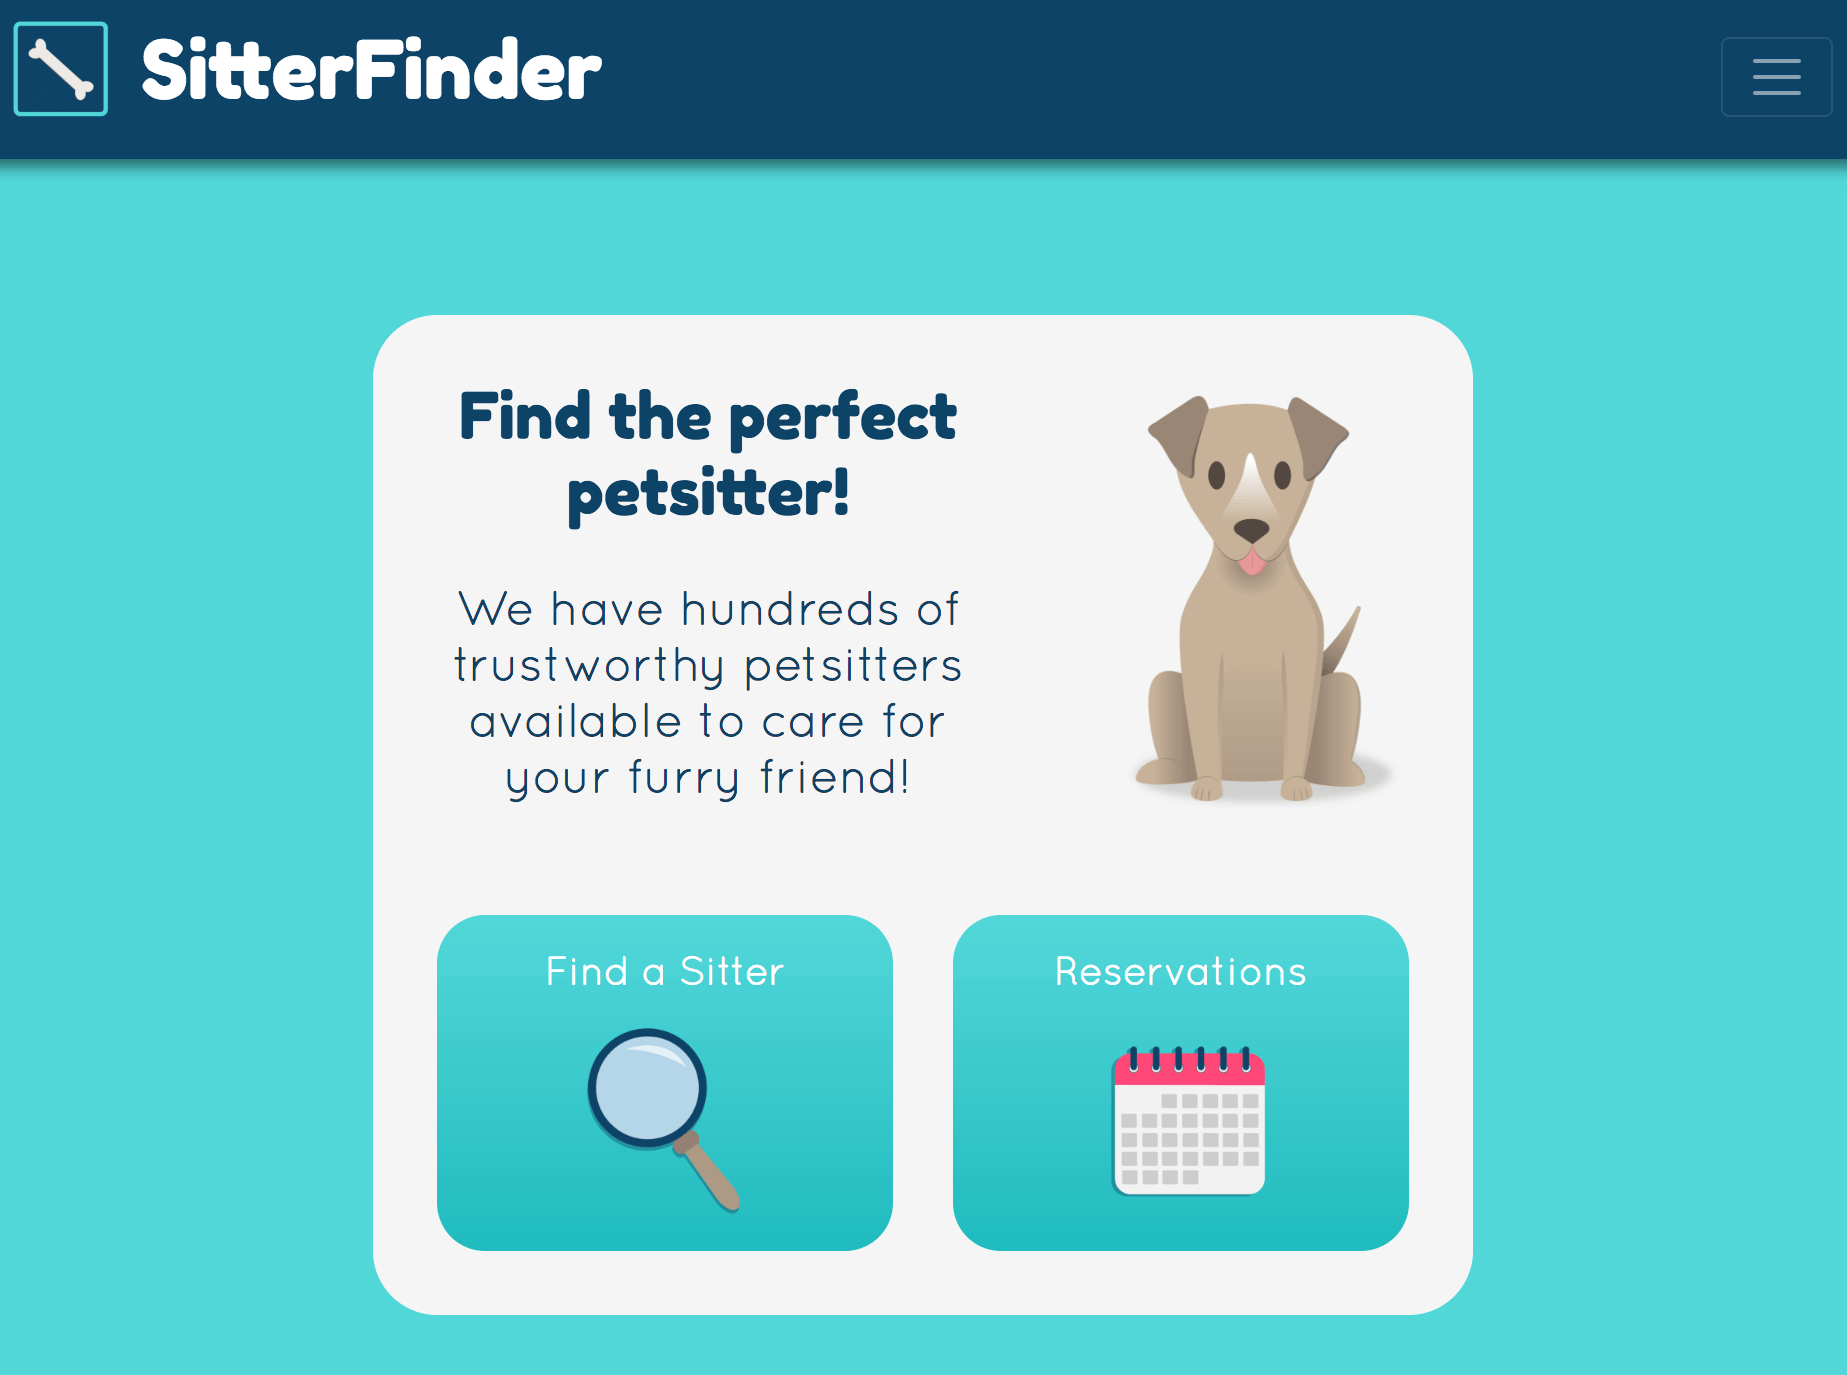 SitterFinder
Find the perfect
petsitter!
We have hundreds of
trustworthy petsitters
available to care for
your furry friend!
Find a Sitter
Reservations